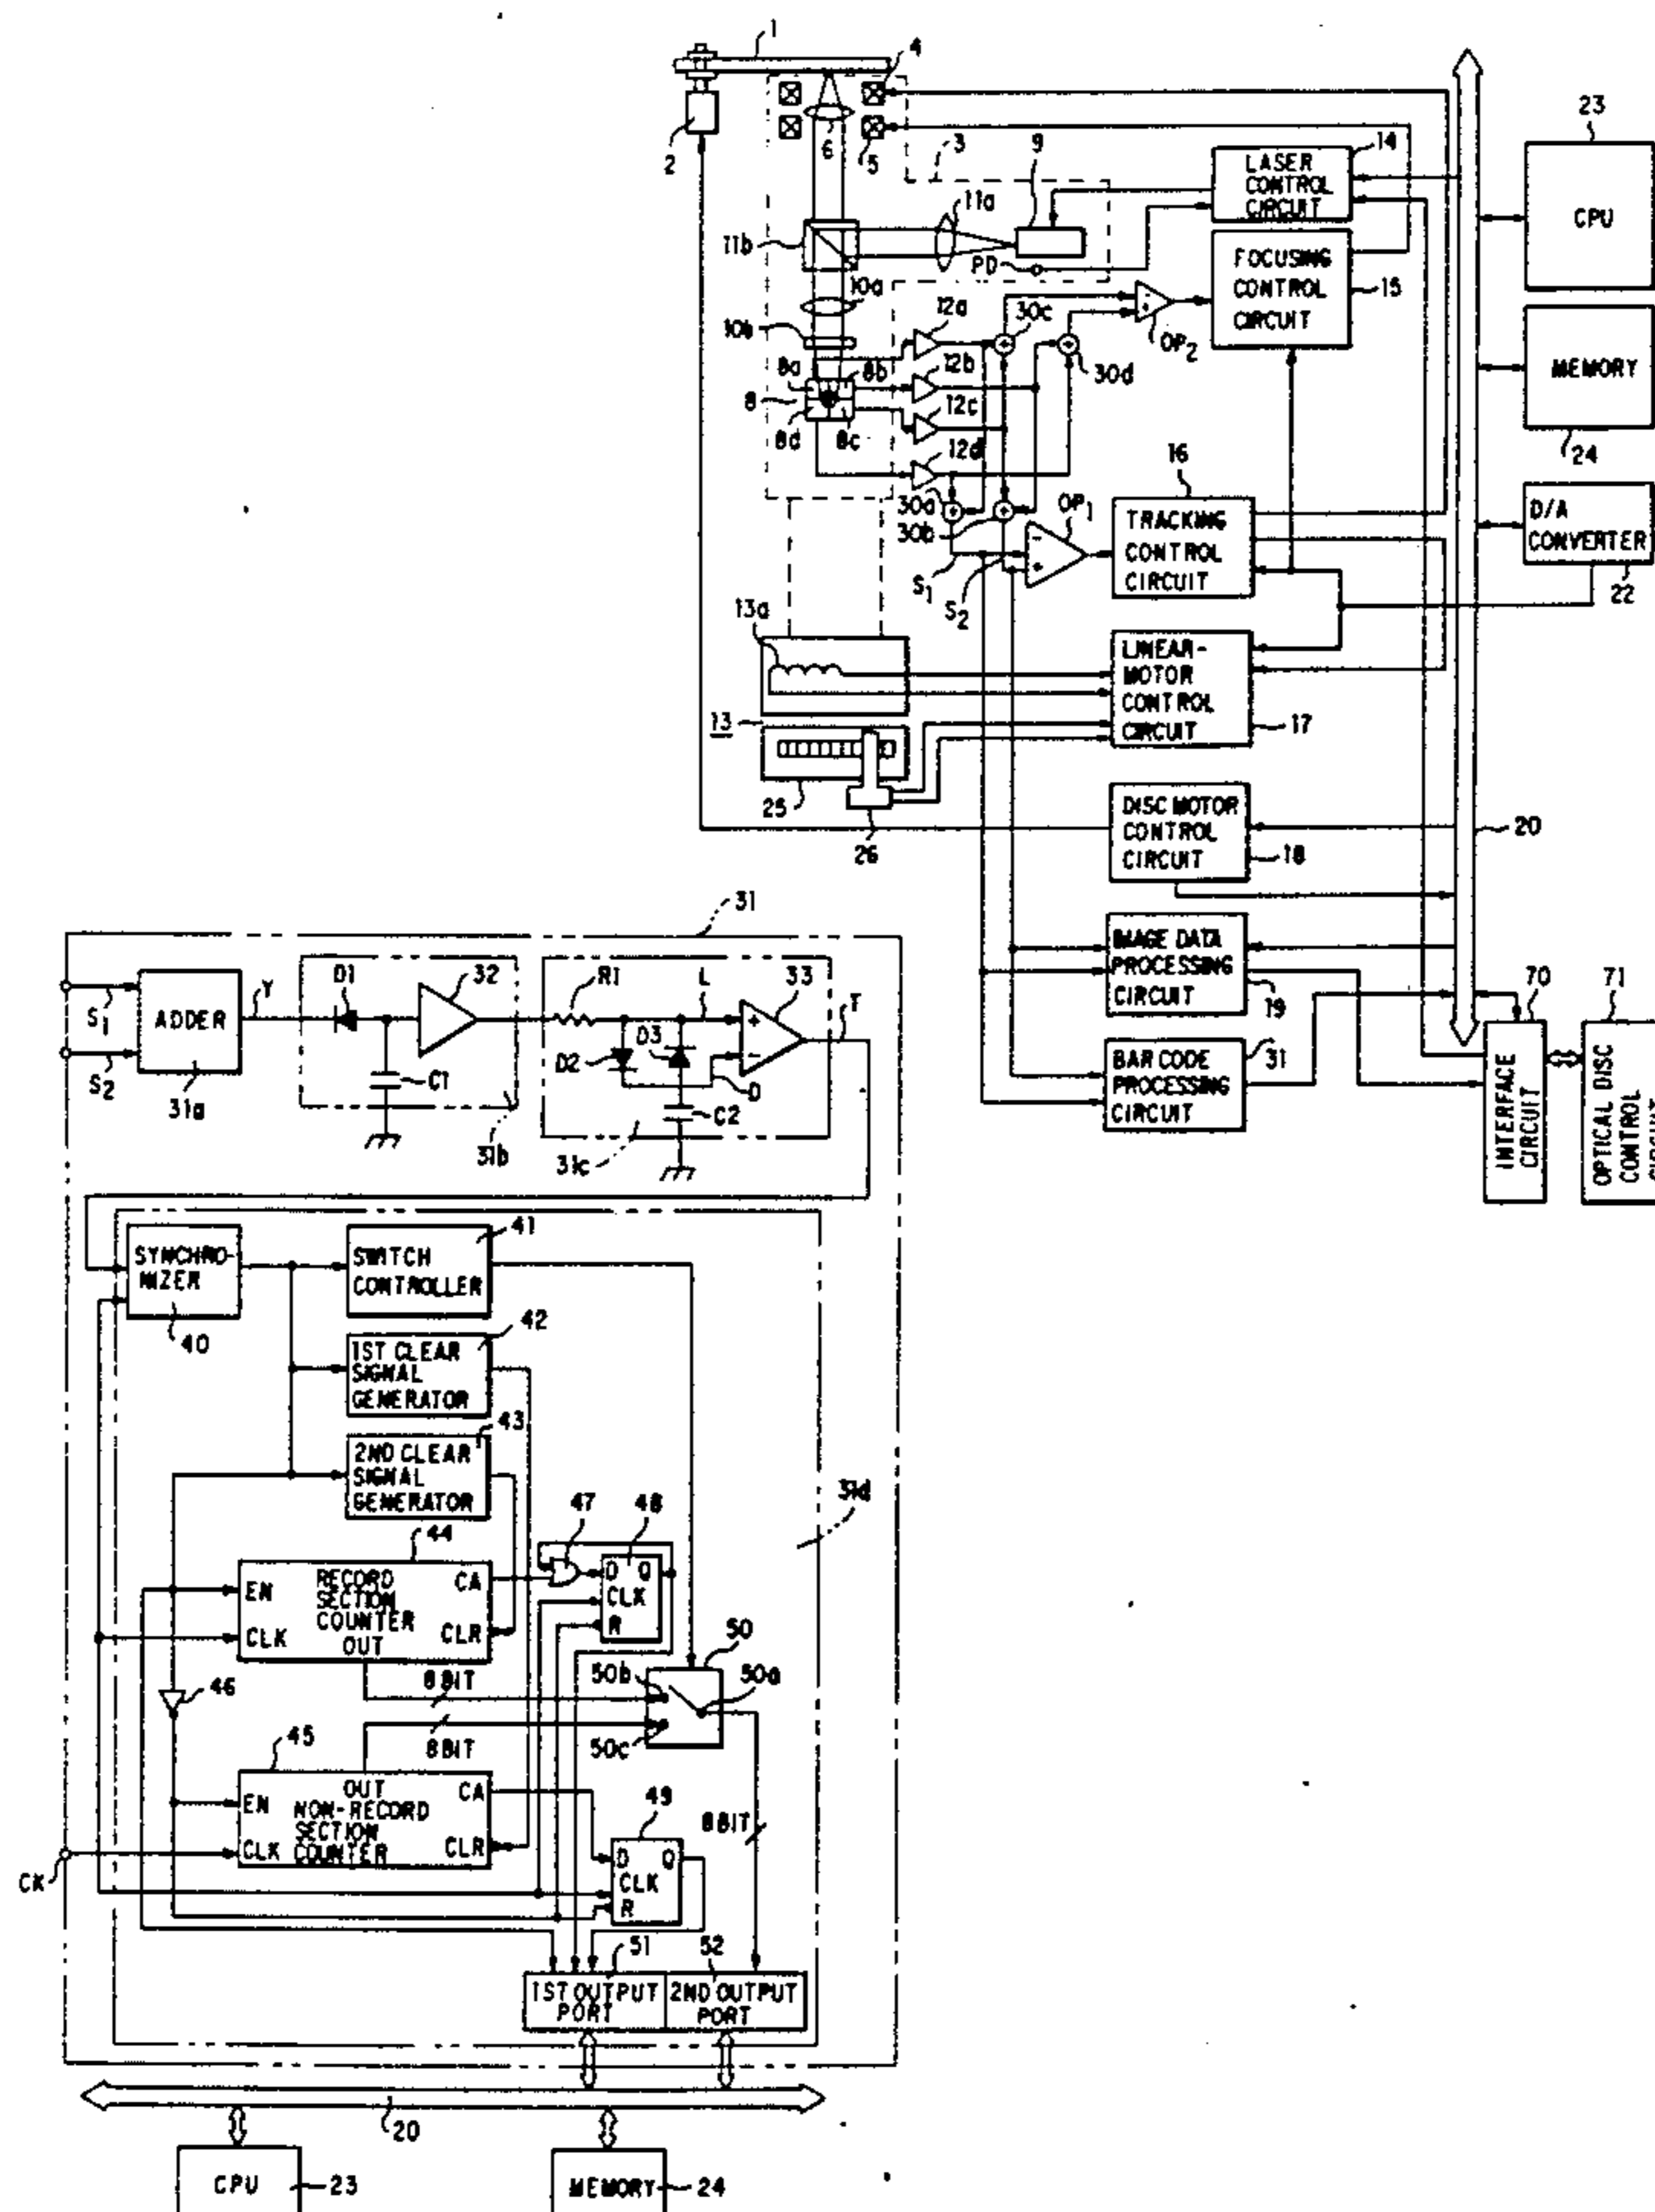 1
4
2
6
5
3
9
14
LASER
CONTROL
CIRCUIT
23
CPU
11a
11b
PD
FOCUSING
CONTROL
CIRCUIT
15
10a
10b
12a
30c
OP2
30d
MEMORY
24
8a
8b
12b
8
12c
8d
8c
12d
16
30a
30b
OP1
TRACKING
CONTROL
CIRCUIT
D/A
CONVERTER
22
S1
S2
13a
LINEAR-
MOTOR
CONTROL
CIRCUIT
17
13
25
26
DISC MOTOR
CONTROL
CIRCUIT
18
20
31
IMAGE DATA
PROCESSING
CIRCUIT
19
70
71
BAR CODE
PROCESSING
CIRCUIT
31
INTERFACE
CIRCUIT
OPTICAL DISC
CONTROL
S1
S2
ADDER
31a
Y
D1
32
C1
31b
R1
L
33
T
D2
D3
D
C2
31c
SYNCHRO-
NIZER
40
41
SWITCH
CONTROLLER
42
1ST CLEAR
SIGNAL
GENERATOR
43
2ND CLEAR
SIGNAL
GENERATOR
31d
44
47
48
EN
RECORD
SECTION
COUNTER
OUT
CA
CLK
CLR
D Q
CLK
R
50
50b
50a
50c
46
8BIT
8BIT
45
OUT
CA
EN
NON-RECORD
SECTION
COUNTER
CLK
CLR
49
D Q
CLK
R
8BIT
CK
51
52
1ST OUTPUT
PORT
2ND OUTPUT
PORT
20
CPU
23
MEMORY
24